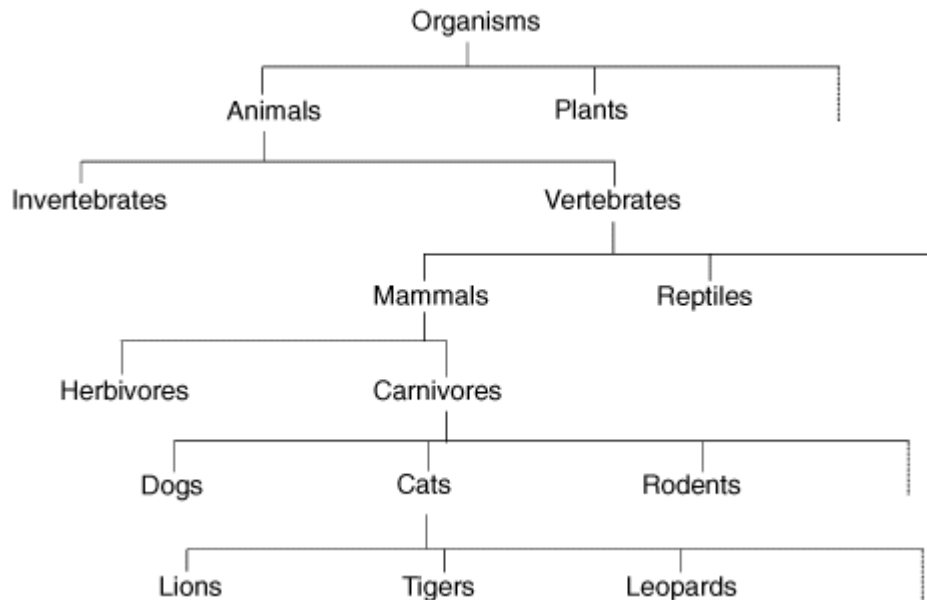 Organisms
Animals Plants
Invertebrates Vertebrates
Mammals Reptiles
Herbivores Carnivores
Dogs Cats Rodents
Lions Tigers Leopards